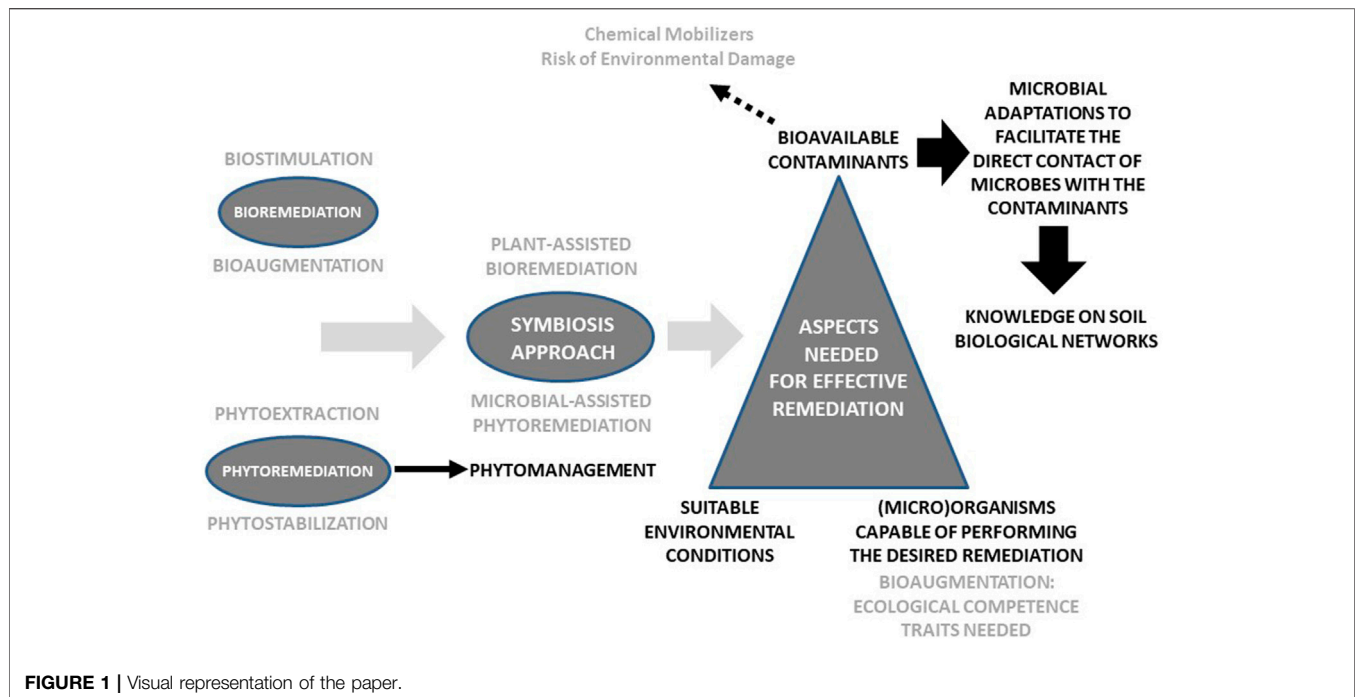 Chemical Mobilizers
Risk of Environmental Damage
BIOAVAILABLE
CONTAMINANTS
MICROBIAL
ADAPTATIONS TO
FACILITATE THE
DIRECT CONTACT OF
MICROBES WITH THE
CONTAMINANTS
KNOWLEDGE ON SOIL
BIOLOGICAL NETWORKS
BIOSTIMULATION
BIOREMEDIATION
BIOAUGMENTATION
PLANT-ASSISTED
BIOREMEDIATION
SYMBIOSIS
APPROACH
MICROBIAL-ASSISTED
PHYTOREMEDIATION
PHYTOEXTRACTION
PHYTOREMEDIATION
PHYTOSTABILIZATION
PHYTOMANAGEMENT
ASPECTS
NEEDED
FOR EFFECTIVE
REMEDIATION
SUITABLE
ENVIRONMENTAL
CONDITIONS
(MICRO)ORGANISMS
CAPABLE OF PERFORMING
THE DESIRED REMEDIATION
BIOAUGMENTATION:
ECOLOGICAL COMPETENCE
TRAITS NEEDED
FIGURE 1 | Visual representation of the paper.